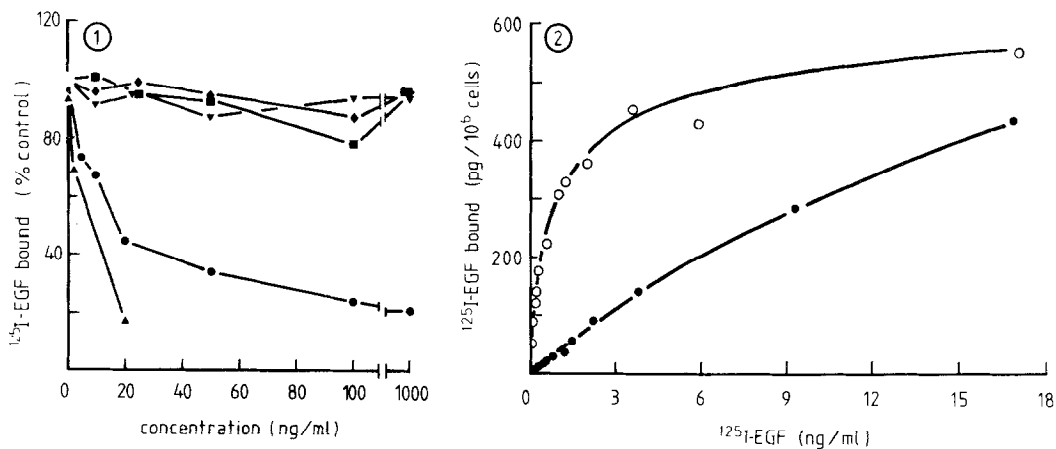 1
¹²⁵I-EGF bound (% control)
120
80
40
0
0 20 40 60 80 100 1000
concentration (ng/ml)
2
¹²⁵I-EGF bound (pg/10⁶ cells)
600
400
200
0 3 6 9 12 15 18
¹²⁵I-EGF (ng/ml)